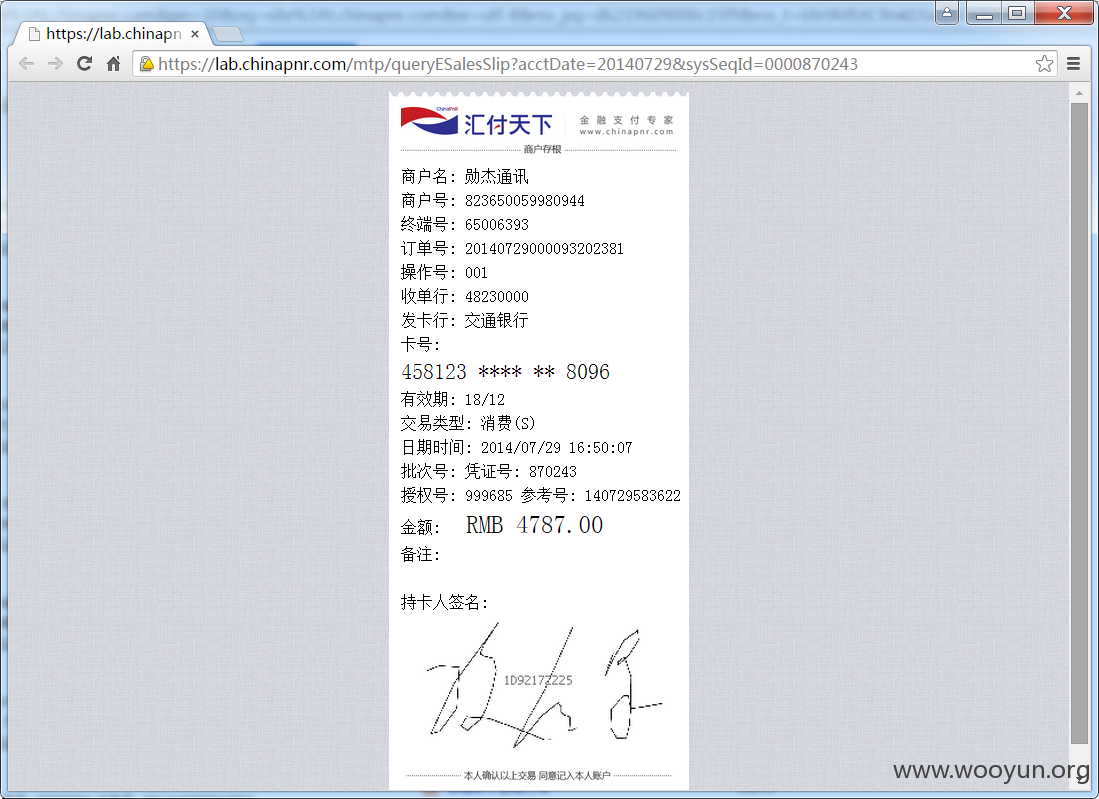 https://lab.chinapn
https://lab.chinapnr.com/mtp/queryESalesSlip?acctDate=20140729&sysSeqId=0000870243
ChinaPnR
汇付天下
金融支付专家
www.chinapnr.com
商户存根
商户名: 勋杰通讯
商户号: 823650059980944
终端号: 65006393
订单号: 20140729000093202381
操作号: 001
收单行: 48230000
发卡行: 交通银行
卡号:
458123 **** ** 8096
有效期: 18/12
交易类型: 消费(S)
日期时间: 2014/07/29 16:50:07
批次号: 凭证号: 870243
授权号: 999685 参考号: 140729583622
金额: RMB 4787.00
备注:
持卡人签名:
1D92172225
本人确认以上交易 同意记入本人账户
www.wooyun.org